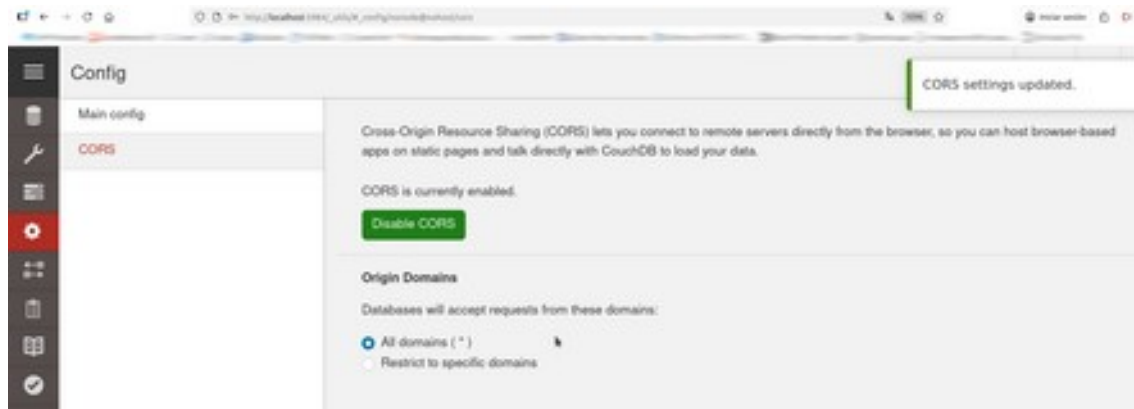 Config
CORS settings updated.
Main config
CORS
Cross-Origin Resource Sharing (CORS) lets you connect to remote servers directly from the browser, so you can host browser-based
apps on static pages and talk directly with CouchDB to load your data.
CORS is currently enabled.
Disable CORS
Origin Domains
Databases will accept requests from these domains:
All domains ( * )
Restrict to specific domains